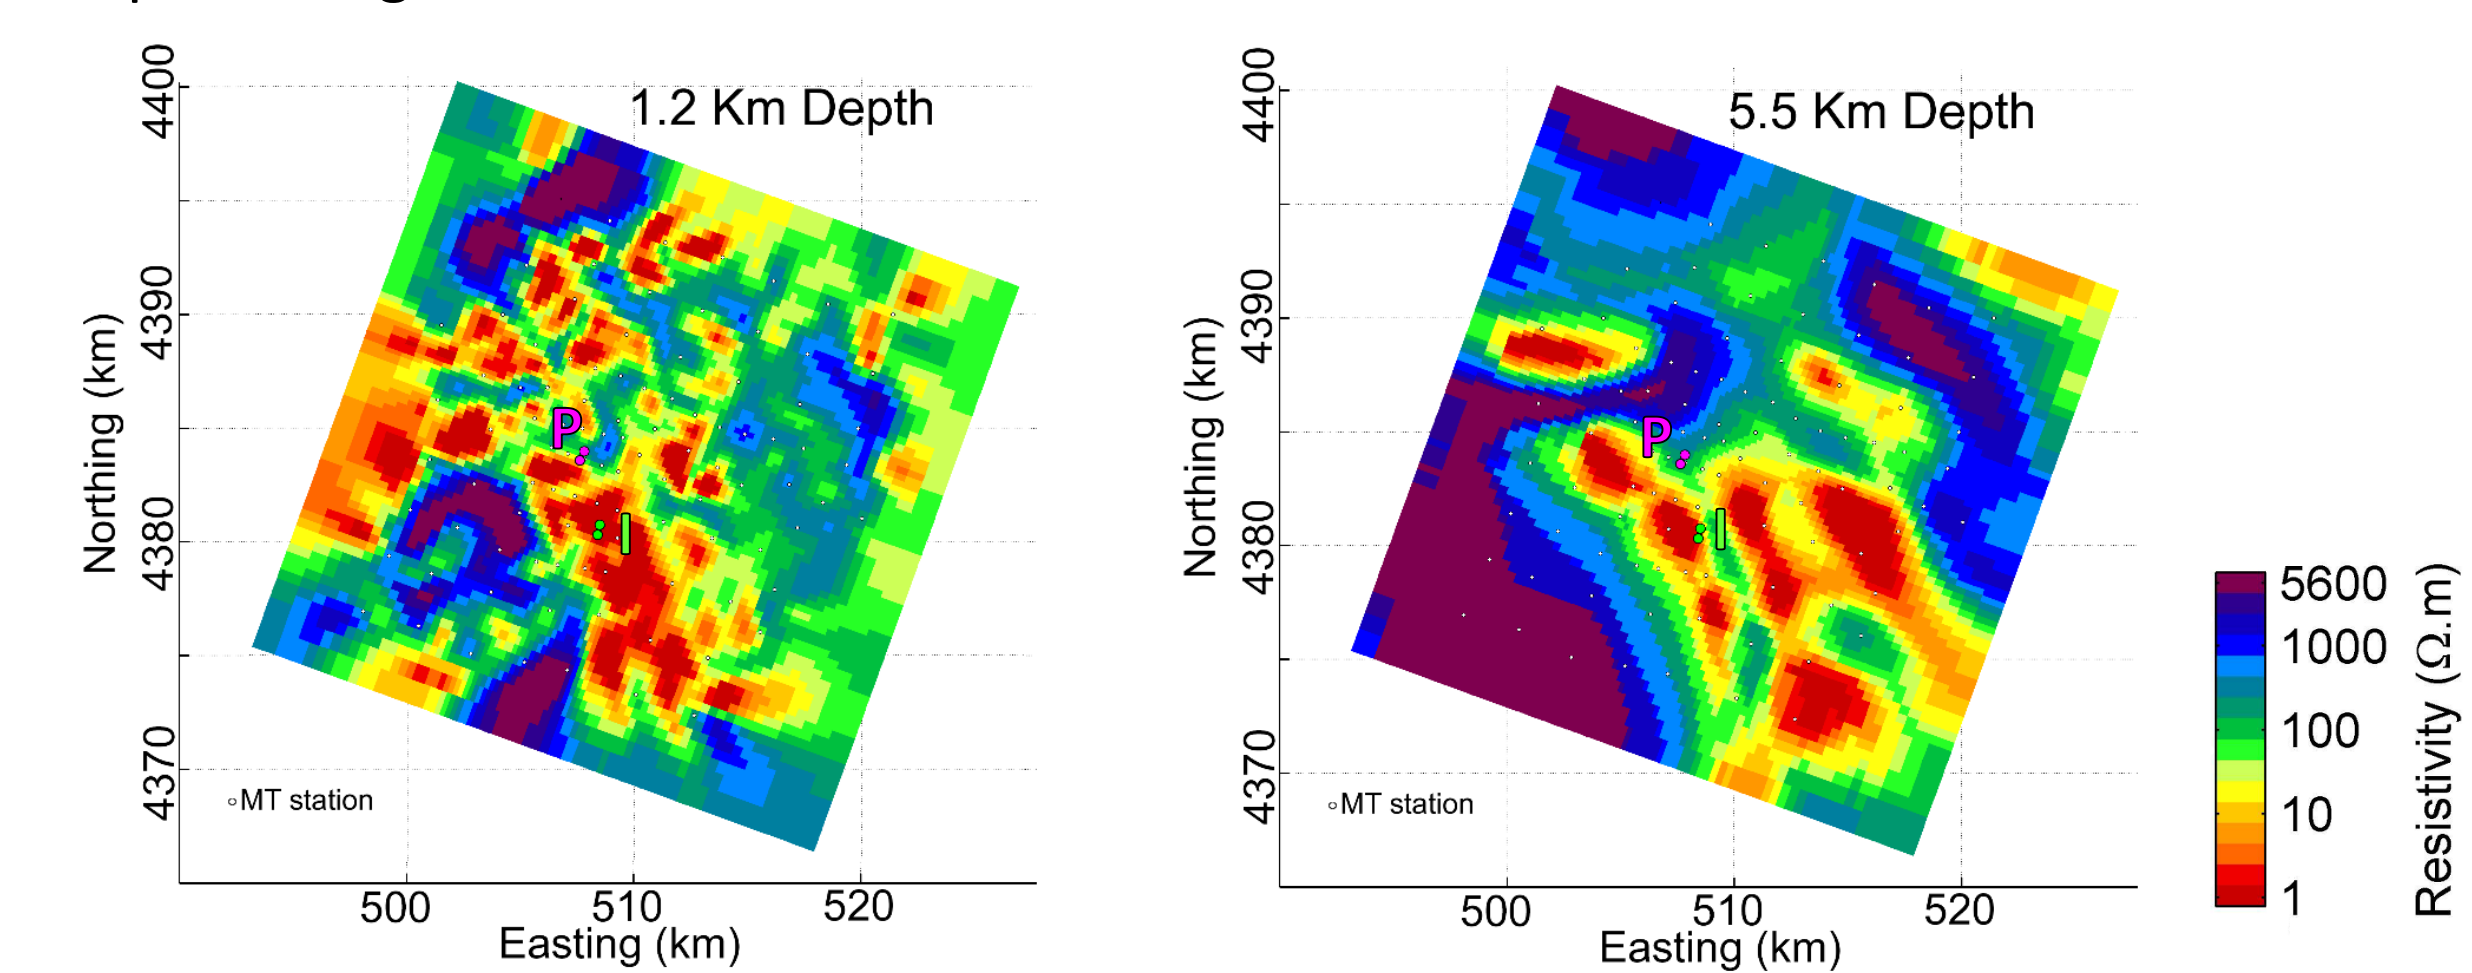 1.2 Km Depth
4400
4390
4380
4370
Northing (km)
P
I
MT station
500 510 520
Easting (km)
5.5 Km Depth
4400
4390
4380
4370
Northing (km)
P
I
MT station
500 510 520
Easting (km)
5600
1000
100
10
1
Resistivity (Ω.m)